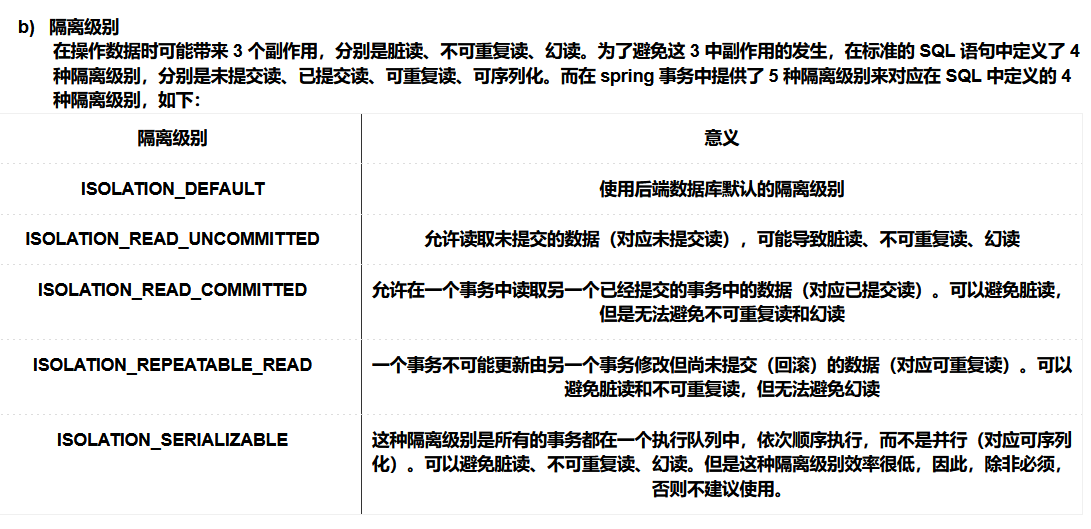 b) 隔离级别
在操作数据时可能带来 3 个副作用，分别是脏读、不可重复读、幻读。为了避免这 3 中副作用的发生，在标准的 SQL 语句中定义了 4
种隔离级别，分别是未提交读、已提交读、可重复读、可序列化。而在 spring 事务中提供了 5 种隔离级别来对应在 SQL 中定义的 4
种隔离级别，如下：
隔离级别
意义
ISOLATION_DEFAULT
使用后端数据库默认的隔离级别
ISOLATION_READ_UNCOMMITTED
允许读取未提交的数据（对应未提交读），可能导致脏读、不可重复读、幻读
ISOLATION_READ_COMMITTED
允许在一个事务中读取另一个已经提交的事务中的数据（对应已提交读）。可以避免脏读，
但是无法避免不可重复读和幻读
ISOLATION_REPEATABLE_READ
一个事务不可能更新由另一个事务修改但尚未提交（回滚）的数据（对应可重复读）。可以
避免脏读和不可重复读，但无法避免幻读
ISOLATION_SERIALIZABLE
这种隔离级别是所有的事务都在一个执行队列中，依次顺序执行，而不是并行（对应可序列
化）。可以避免脏读、不可重复读、幻读。但是这种隔离级别效率很低，因此，除非必须，
否则不建议使用。